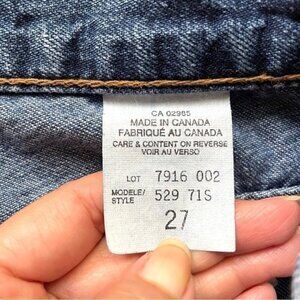 CA 02965
MADE IN CANADA
FABRIQUÉ AU CANADA
CARE & CONTENT ON REVERSE
VOIR AU VERSO
LOT 7916 002
MODELE/ 529 71S
STYLE
27